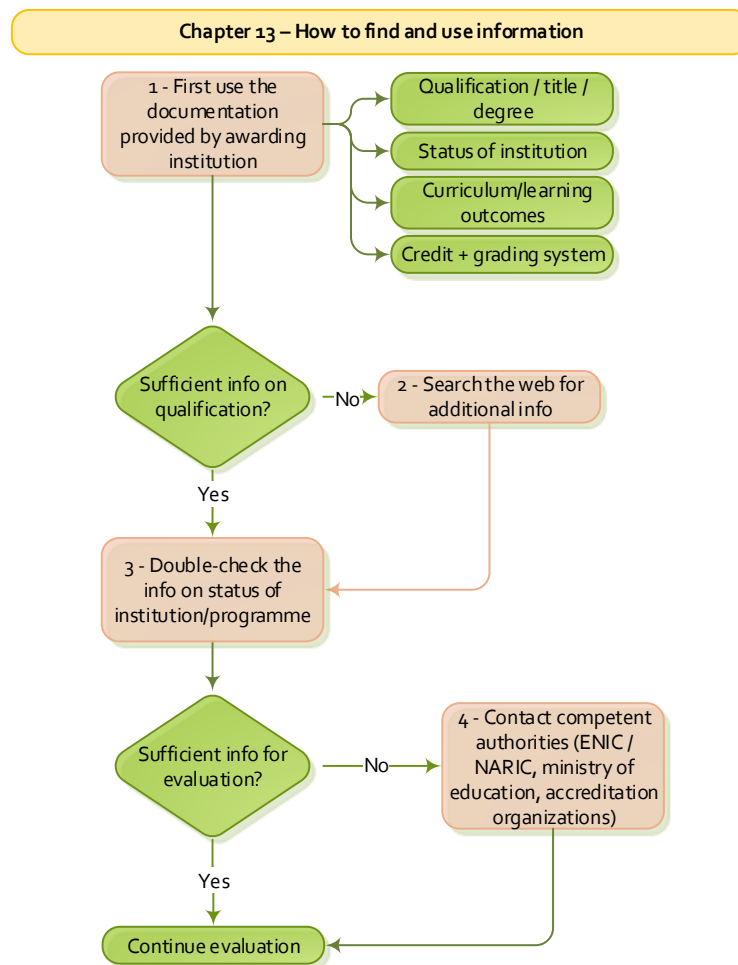 Chapter 13 – How to find and use information
1 - First use the
documentation
provided by awarding
institution
Qualification / title /
degree
Status of institution
Curriculum/learning
outcomes
Credit + grading system
Sufficient info on
qualification?
No
2 - Search the web for
additional info
Yes
3 - Double-check the
info on status of
institution/programme
Sufficient info for
evaluation?
No
4 - Contact competent
authorities (ENIC /
NARIC, ministry of
education, accreditation
organizations)
Yes
Continue evaluation